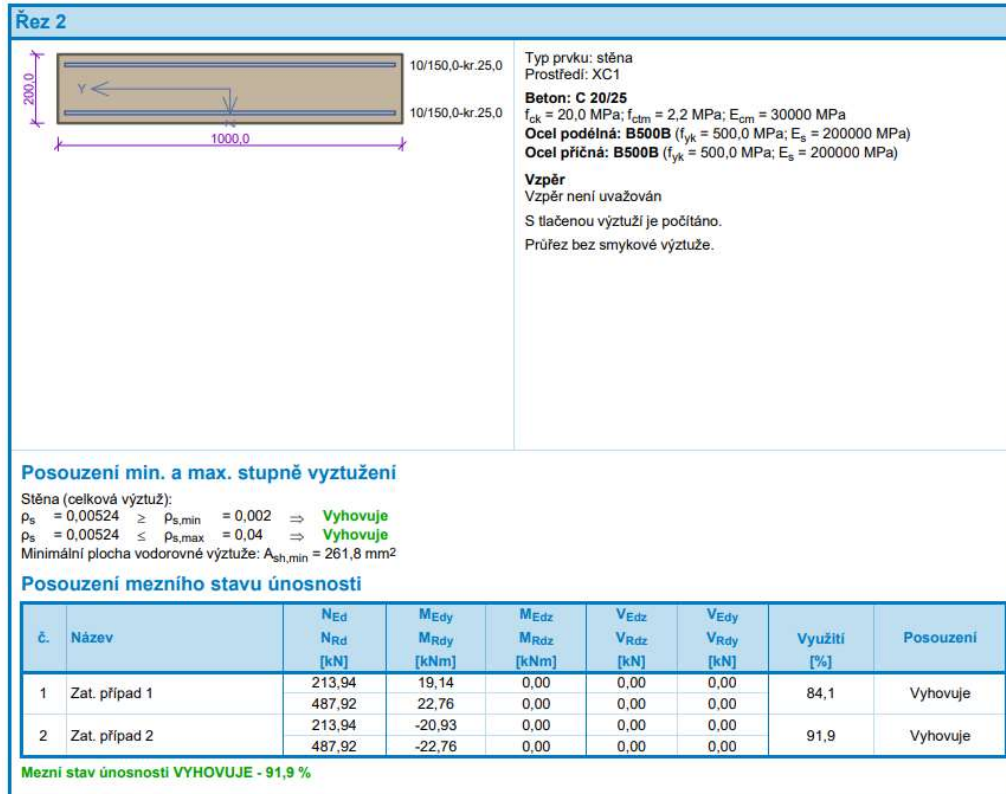 Řez 2
200,0
Y
Z
1000,0
10/150,0-kr.25,0
10/150,0-kr.25,0
Typ prvku: stěna
Prostředí: XC1
Beton: C 20/25
fck = 20,0 MPa; fctm = 2,2 MPa; Ecm = 30000 MPa
Ocel podélná: B500B (fyk = 500,0 MPa; Es = 200000 MPa)
Ocel příčná: B500B (fyk = 500,0 MPa; Es = 200000 MPa)
Vzpěr
Vzpěr není uvažován
S tlačenou výztuží je počítáno.
Průřez bez smykové výztuže.
Posouzení min. a max. stupně vyztužení
Stěna (celková výztuž):
ρs = 0,00524 ≥ ρs,min = 0,002 ⇒ Vyhovuje
ρs = 0,00524 ≤ ρs,max = 0,04 ⇒ Vyhovuje
Minimální plocha vodorovné výztuže: Ash,min = 261,8 mm2
Posouzení mezního stavu únosnosti
NEd MEdy MEdz VEdz VEdy
č. Název NRd MRdy MRdz VRdz VRdy Využití Posouzení
[kN] [kNm] [kNm] [kN] [kN] [%]
213,94 19,14 0,00 0,00 0,00
1 Zat. případ 1 84,1 Vyhovuje
487,92 22,76 0,00 0,00 0,00
213,94 -20,93 0,00 0,00 0,00
2 Zat. případ 2 91,9 Vyhovuje
487,92 -22,76 0,00 0,00 0,00
Mezní stav únosnosti VYHOVUJE - 91,9 %